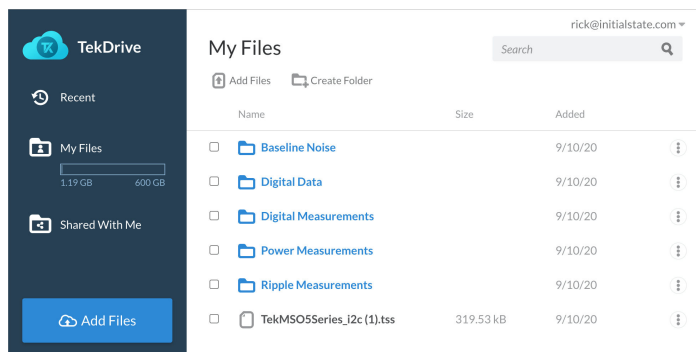 rick@initialstate.com
TK
TekDrive
My Files
Search
Add Files
Create Folder
Recent
Name Size Added
My Files
Baseline Noise 9/10/20
1.19 GB 600 GB
Digital Data 9/10/20
Shared With Me
Digital Measurements 9/10/20
Power Measurements 9/10/20
Ripple Measurements 9/10/20
Add Files
TekMSO5Series_i2c (1).tss 319.53 kB 9/10/20